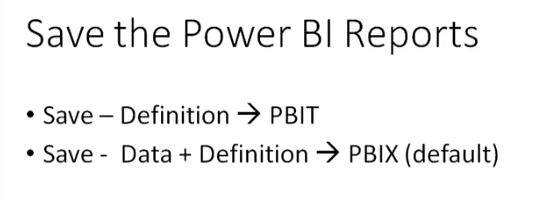 Save the Power BI Reports
• Save – Definition → PBIT
• Save - Data + Definition → PBIX (default)